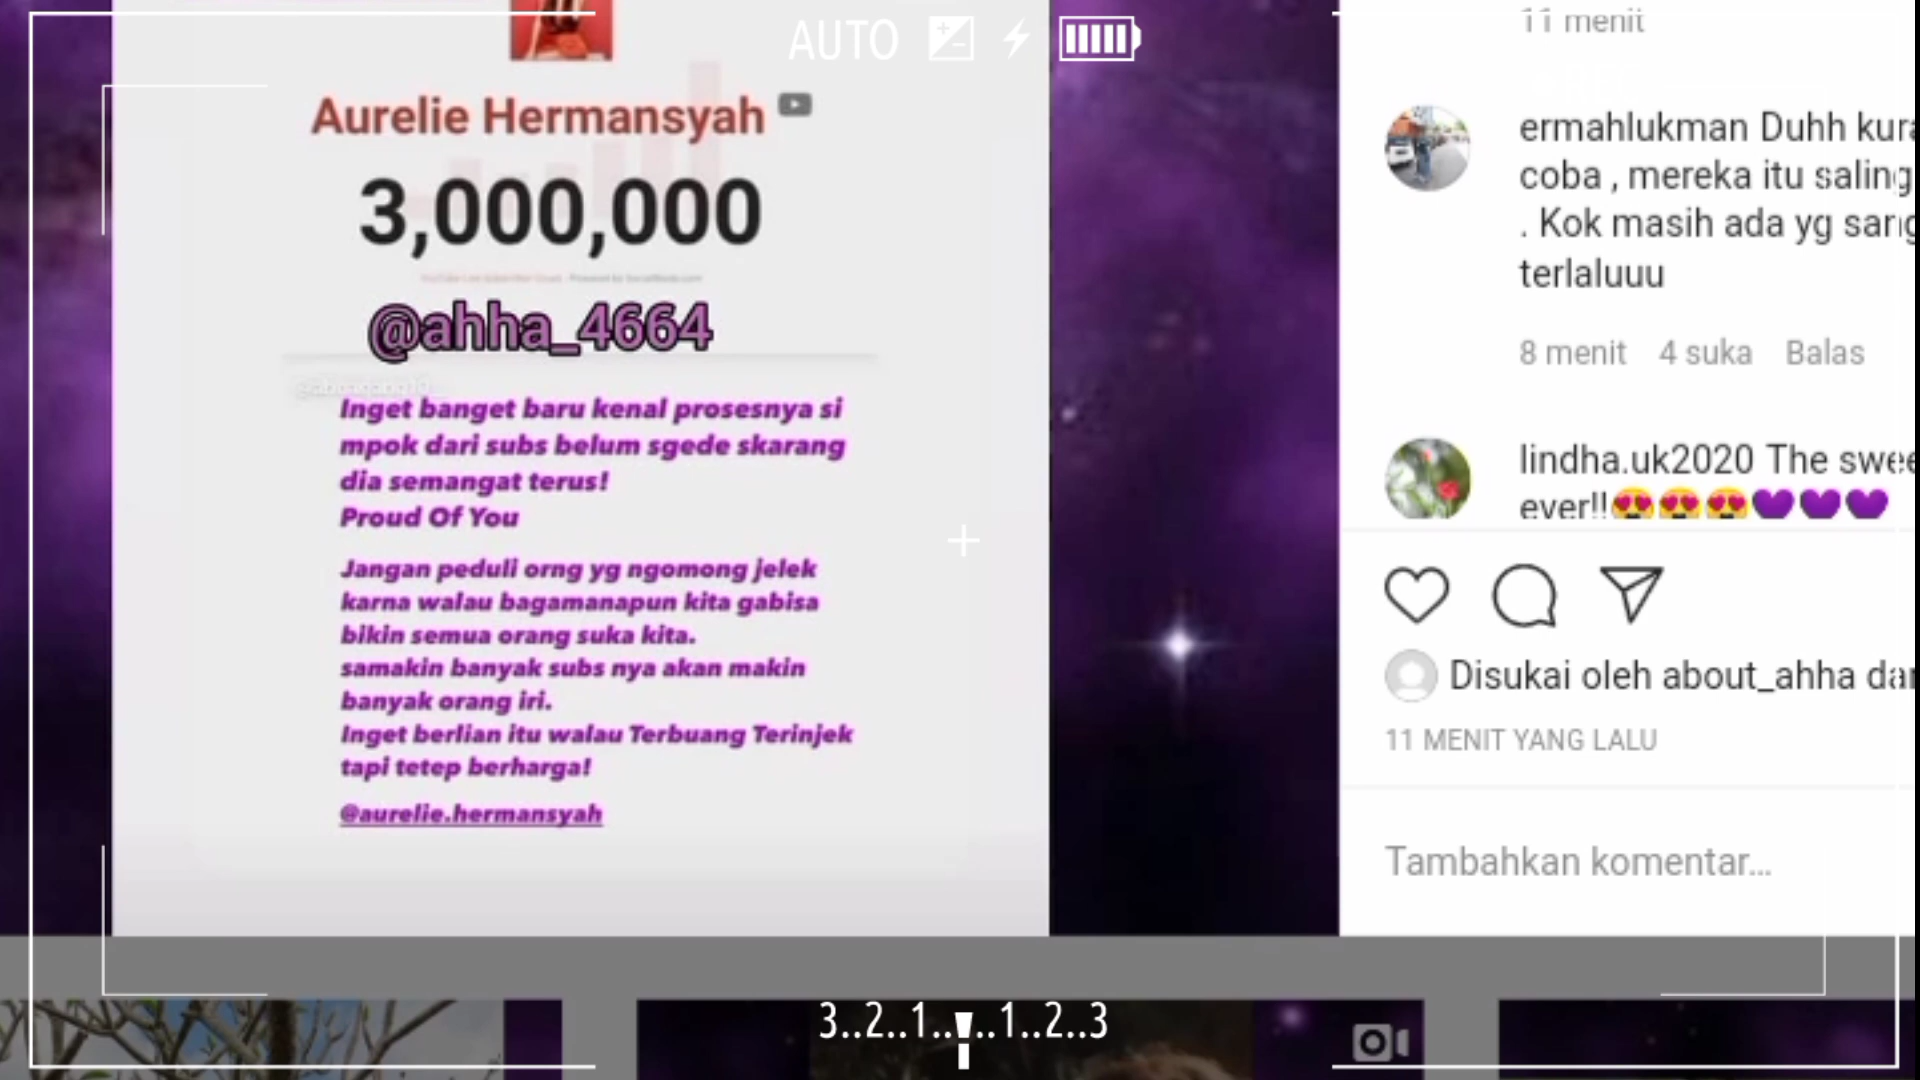 AUTO
Aurelie Hermansyah
3,000,000
@ahha_4664
Inget banget baru kenal prosesnya si
mpok dari subs belum sgede skarang
dia semangat terus!
Proud Of You
Jangan peduli orng yg ngomong jelek
karna walau bagamanapun kita gabisa
bikin semua orang suka kita.
samakin banyak subs nya akan makin
banyak orang iri.
Inget berlian itu walau Terbuang Terinjek
tapi tetep berharga!
@aurelie.hermansyah
11 menit
ermahlukman Duhh kura
coba , mereka itu saling
. Kok masih ada yg sang
terlaluuu
8 menit 4 suka Balas
lindha.uk2020 The swee
ever!!😍😍😍💜💜💜
Disukai oleh about_ahha dan
11 MENIT YANG LALU
Tambahkan komentar...
3..2..1..!..1..2..3